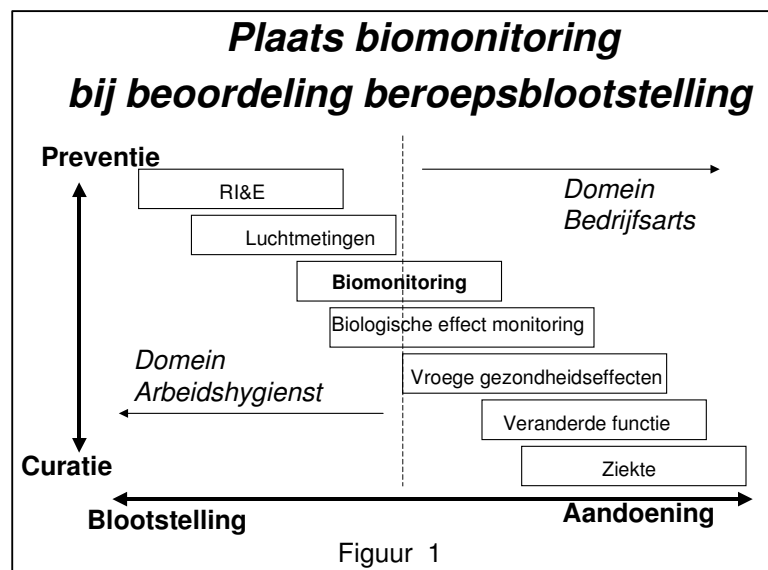 Plaats biomonitoring
bij beoordeling beroepsblootstelling
Preventie
RI&E
Domein
Bedrijfsarts
Luchtmetingen
Biomonitoring
Biologische effect monitoring
Domein
Arbeidshygienst
Vroege gezondheidseffecten
Veranderde functie
Curatie
Ziekte
Blootstelling
Aandoening
Figuur 1